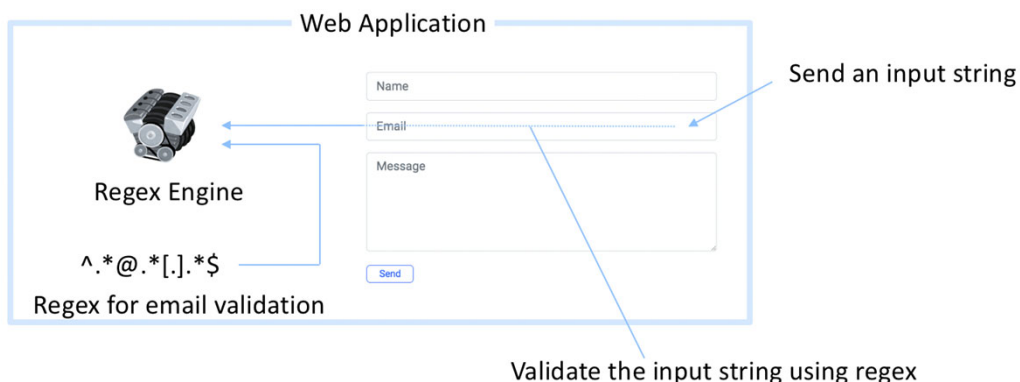 Web Application
Send an input string
Name
Email
Message
Regex Engine
^.*@.*[.].*$
Send
Regex for email validation
Validate the input string using regex